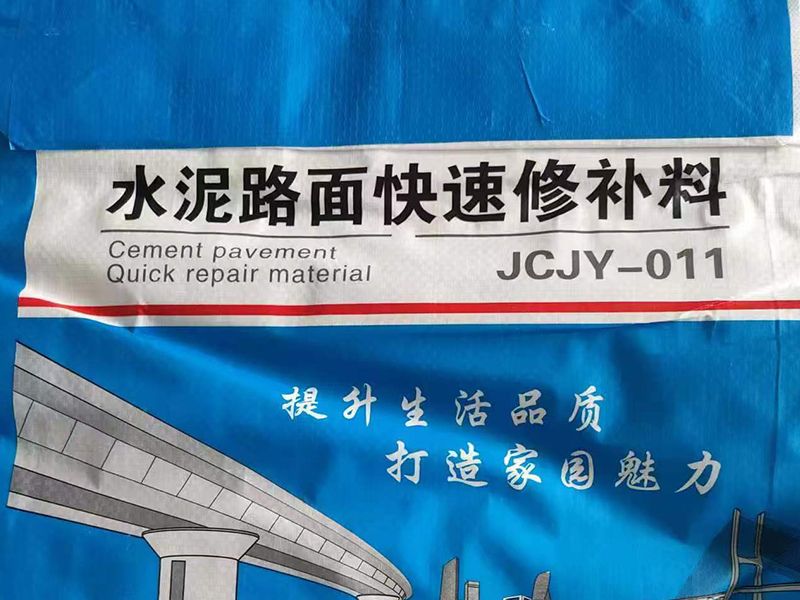 水泥路面快速修补料
Cement pavement
Quick repair material
JCJY-011
提升生活品质
打造家园魅力